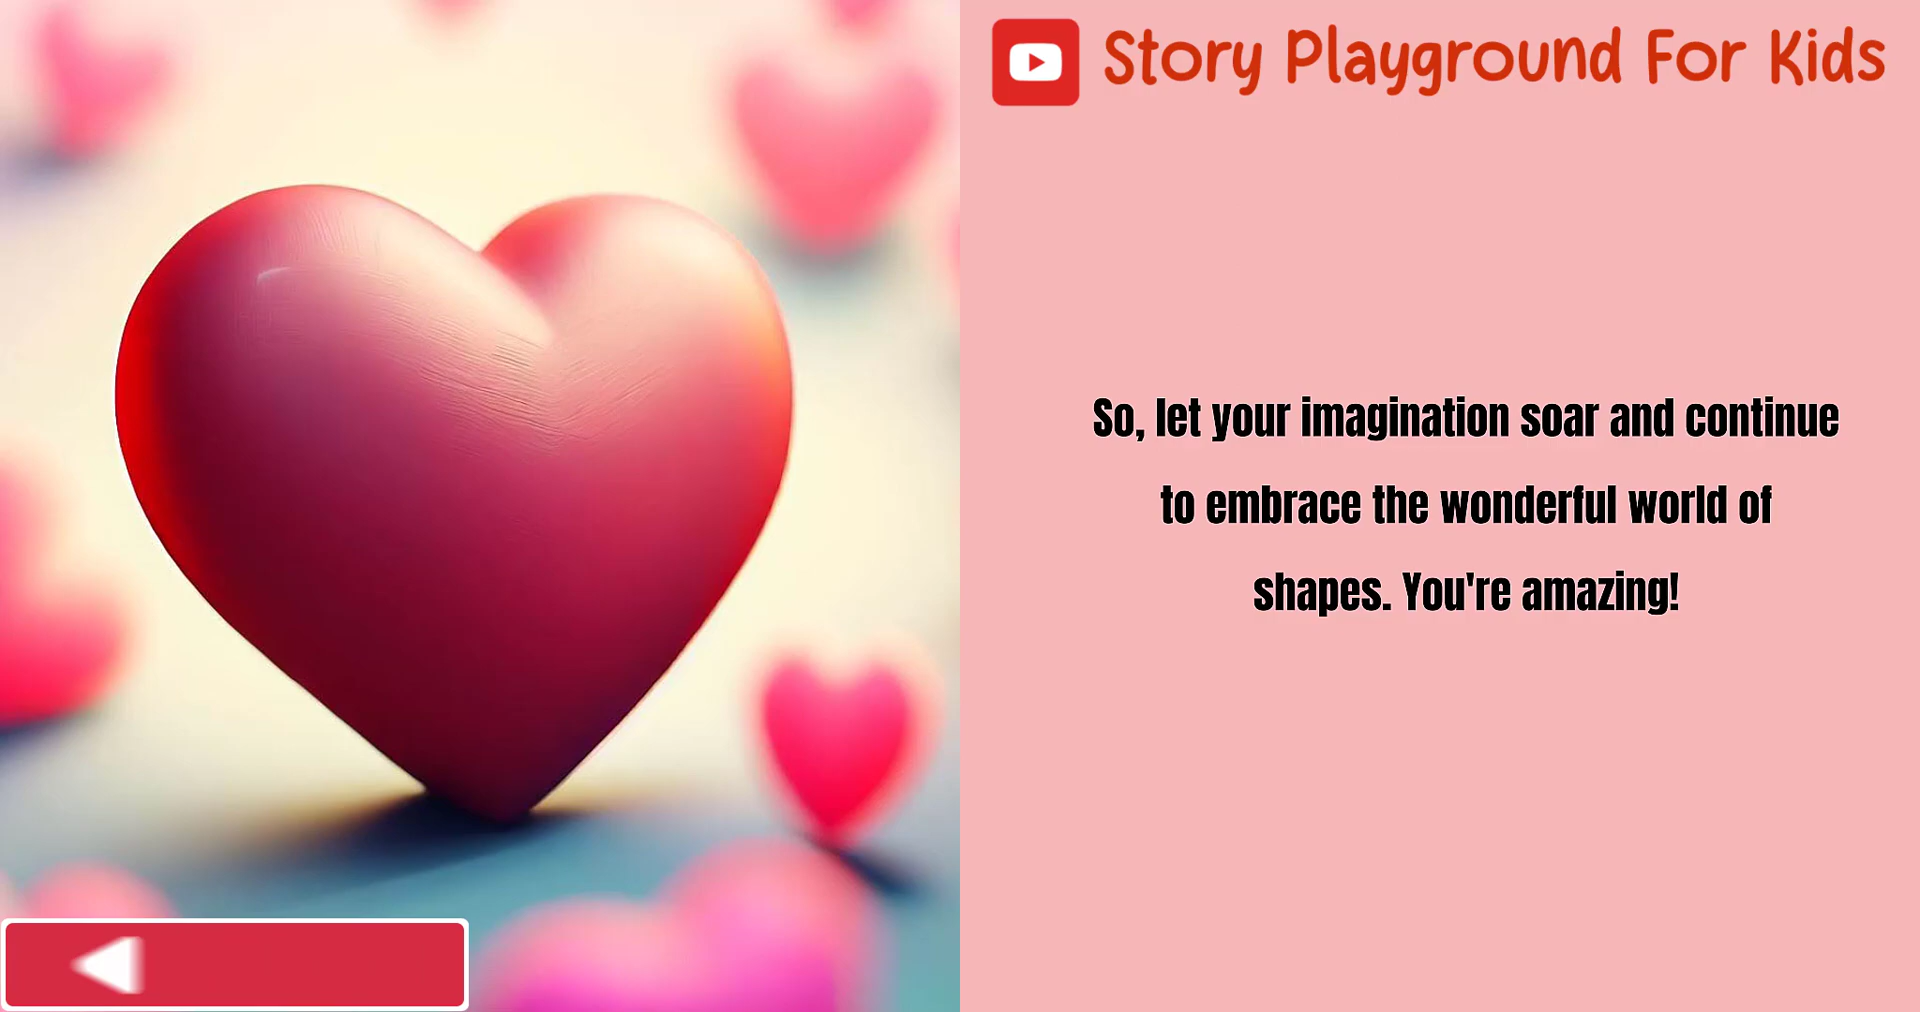 Story Playground For Kids
So, let your imagination soar and continue
to embrace the wonderful world of
shapes. You're amazing!